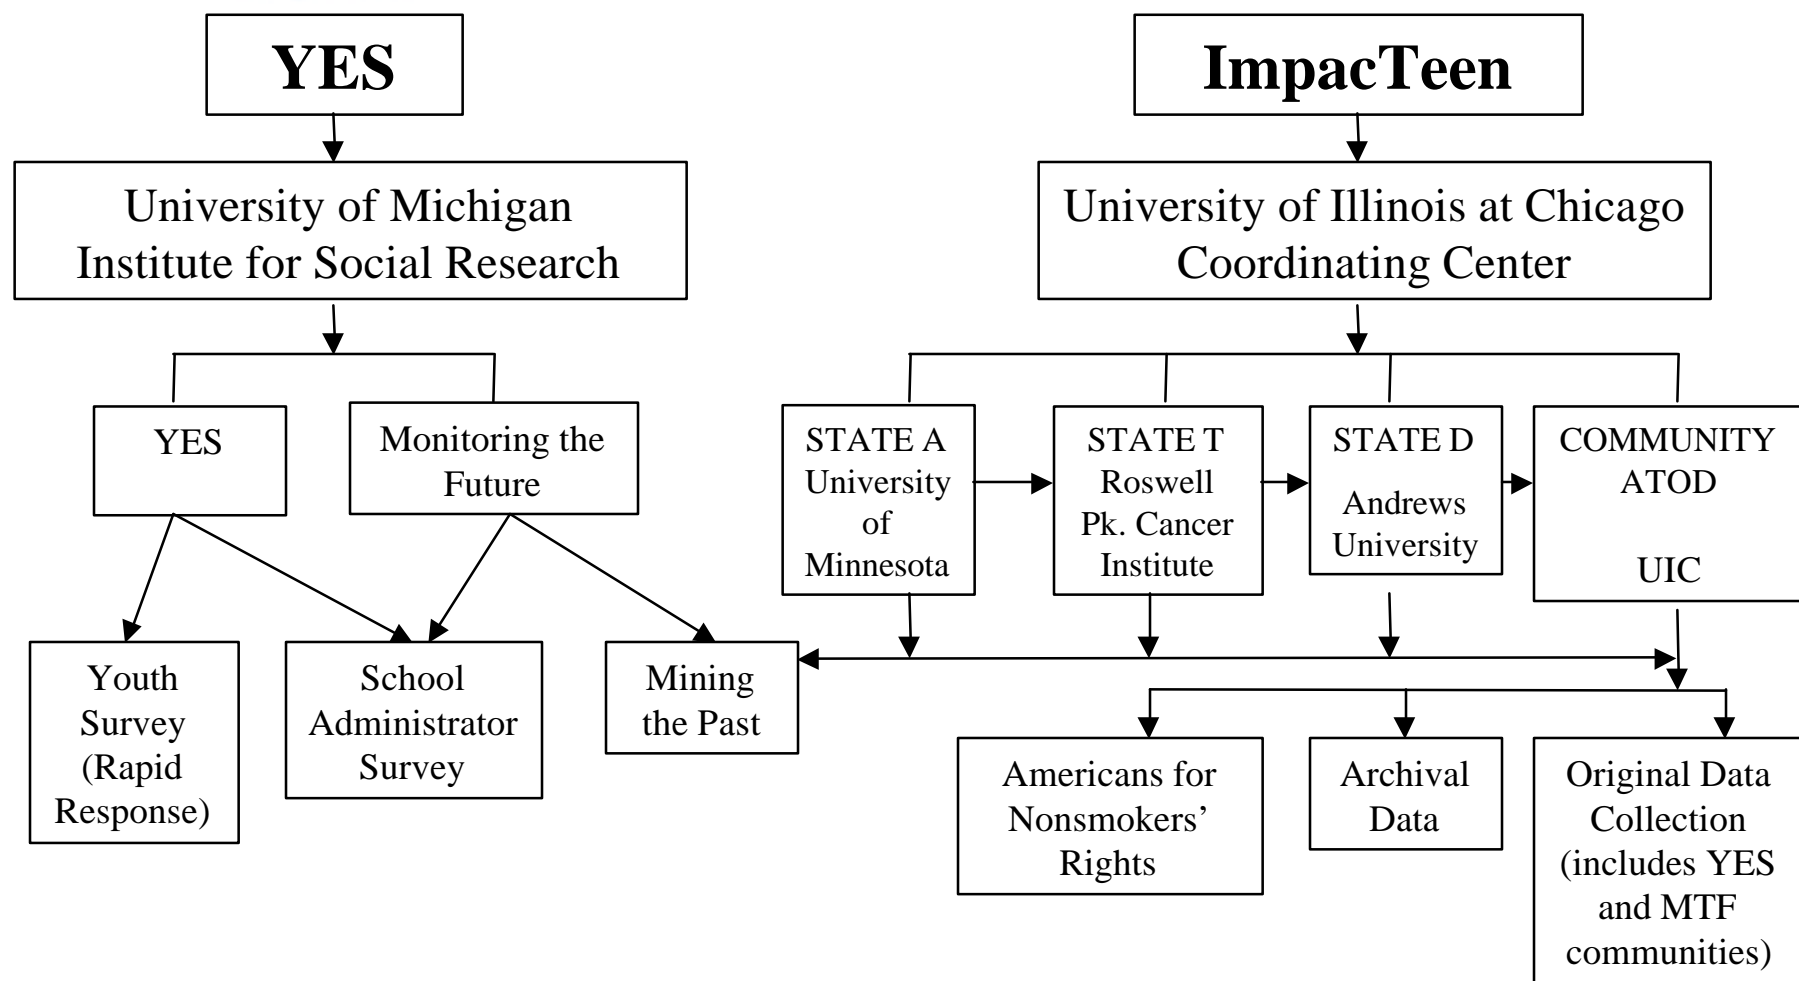 YES
ImpacTeen
University of Michigan
Institute for Social Research
University of Illinois at Chicago
Coordinating Center
YES
Monitoring the
Future
STATE A
University
of
Minnesota
STATE T
Roswell
Pk. Cancer
Institute
STATE D
Andrews
University
COMMUNITY
ATOD
UIC
Youth
Survey
(Rapid
Response)
School
Administrator
Survey
Mining
the Past
Americans for
Nonsmokers’
Rights
Archival
Data
Original Data
Collection
(includes YES
and MTF
communities)